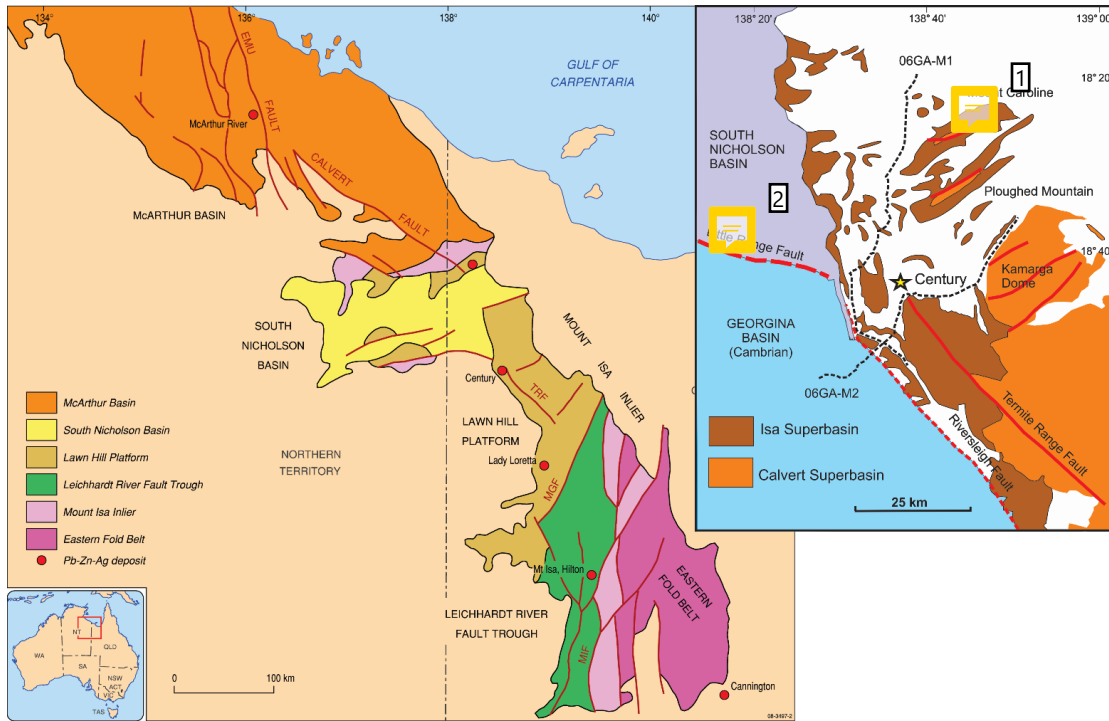 134°
136°
138°
140°
EMU
FAULT
McArthur River
CALVERT
FAULT
McARTHUR BASIN
GULF OF
CARPENTARIA
SOUTH
NICHOLSON
BASIN
MOUNT
ISA
INLIER
Century
TRF
LAWN HILL
PLATFORM
Lady Loretta
MGF
NORTHERN
TERRITORY
Mt Isa, Hilton
EASTERN
FOLD BELT
LEICHHARDT RIVER
FAULT TROUGH
MIF
Cannington
McArthur Basin
South Nicholson Basin
Lawn Hill Platform
Leichhardt River Fault Trough
Mount Isa Inlier
Eastern Fold Belt
Pb-Zn-Ag deposit
WA
NT
SA
QLD
NSW
ACT
VIC
TAS
0
100 km
08-3497-2
138° 20'
138° 40'
139° 00'
06GA-M1
1
Caroline
18° 20'
SOUTH
NICHOLSON
BASIN
2
Ploughed Mountain
Fault
18° 40'
Kamarga
Dome
Century
GEORGINA
BASIN
(Cambrian)
06GA-M2
Termite Range Fault
Riversleigh Fault
Isa Superbasin
Calvert Superbasin
25 km